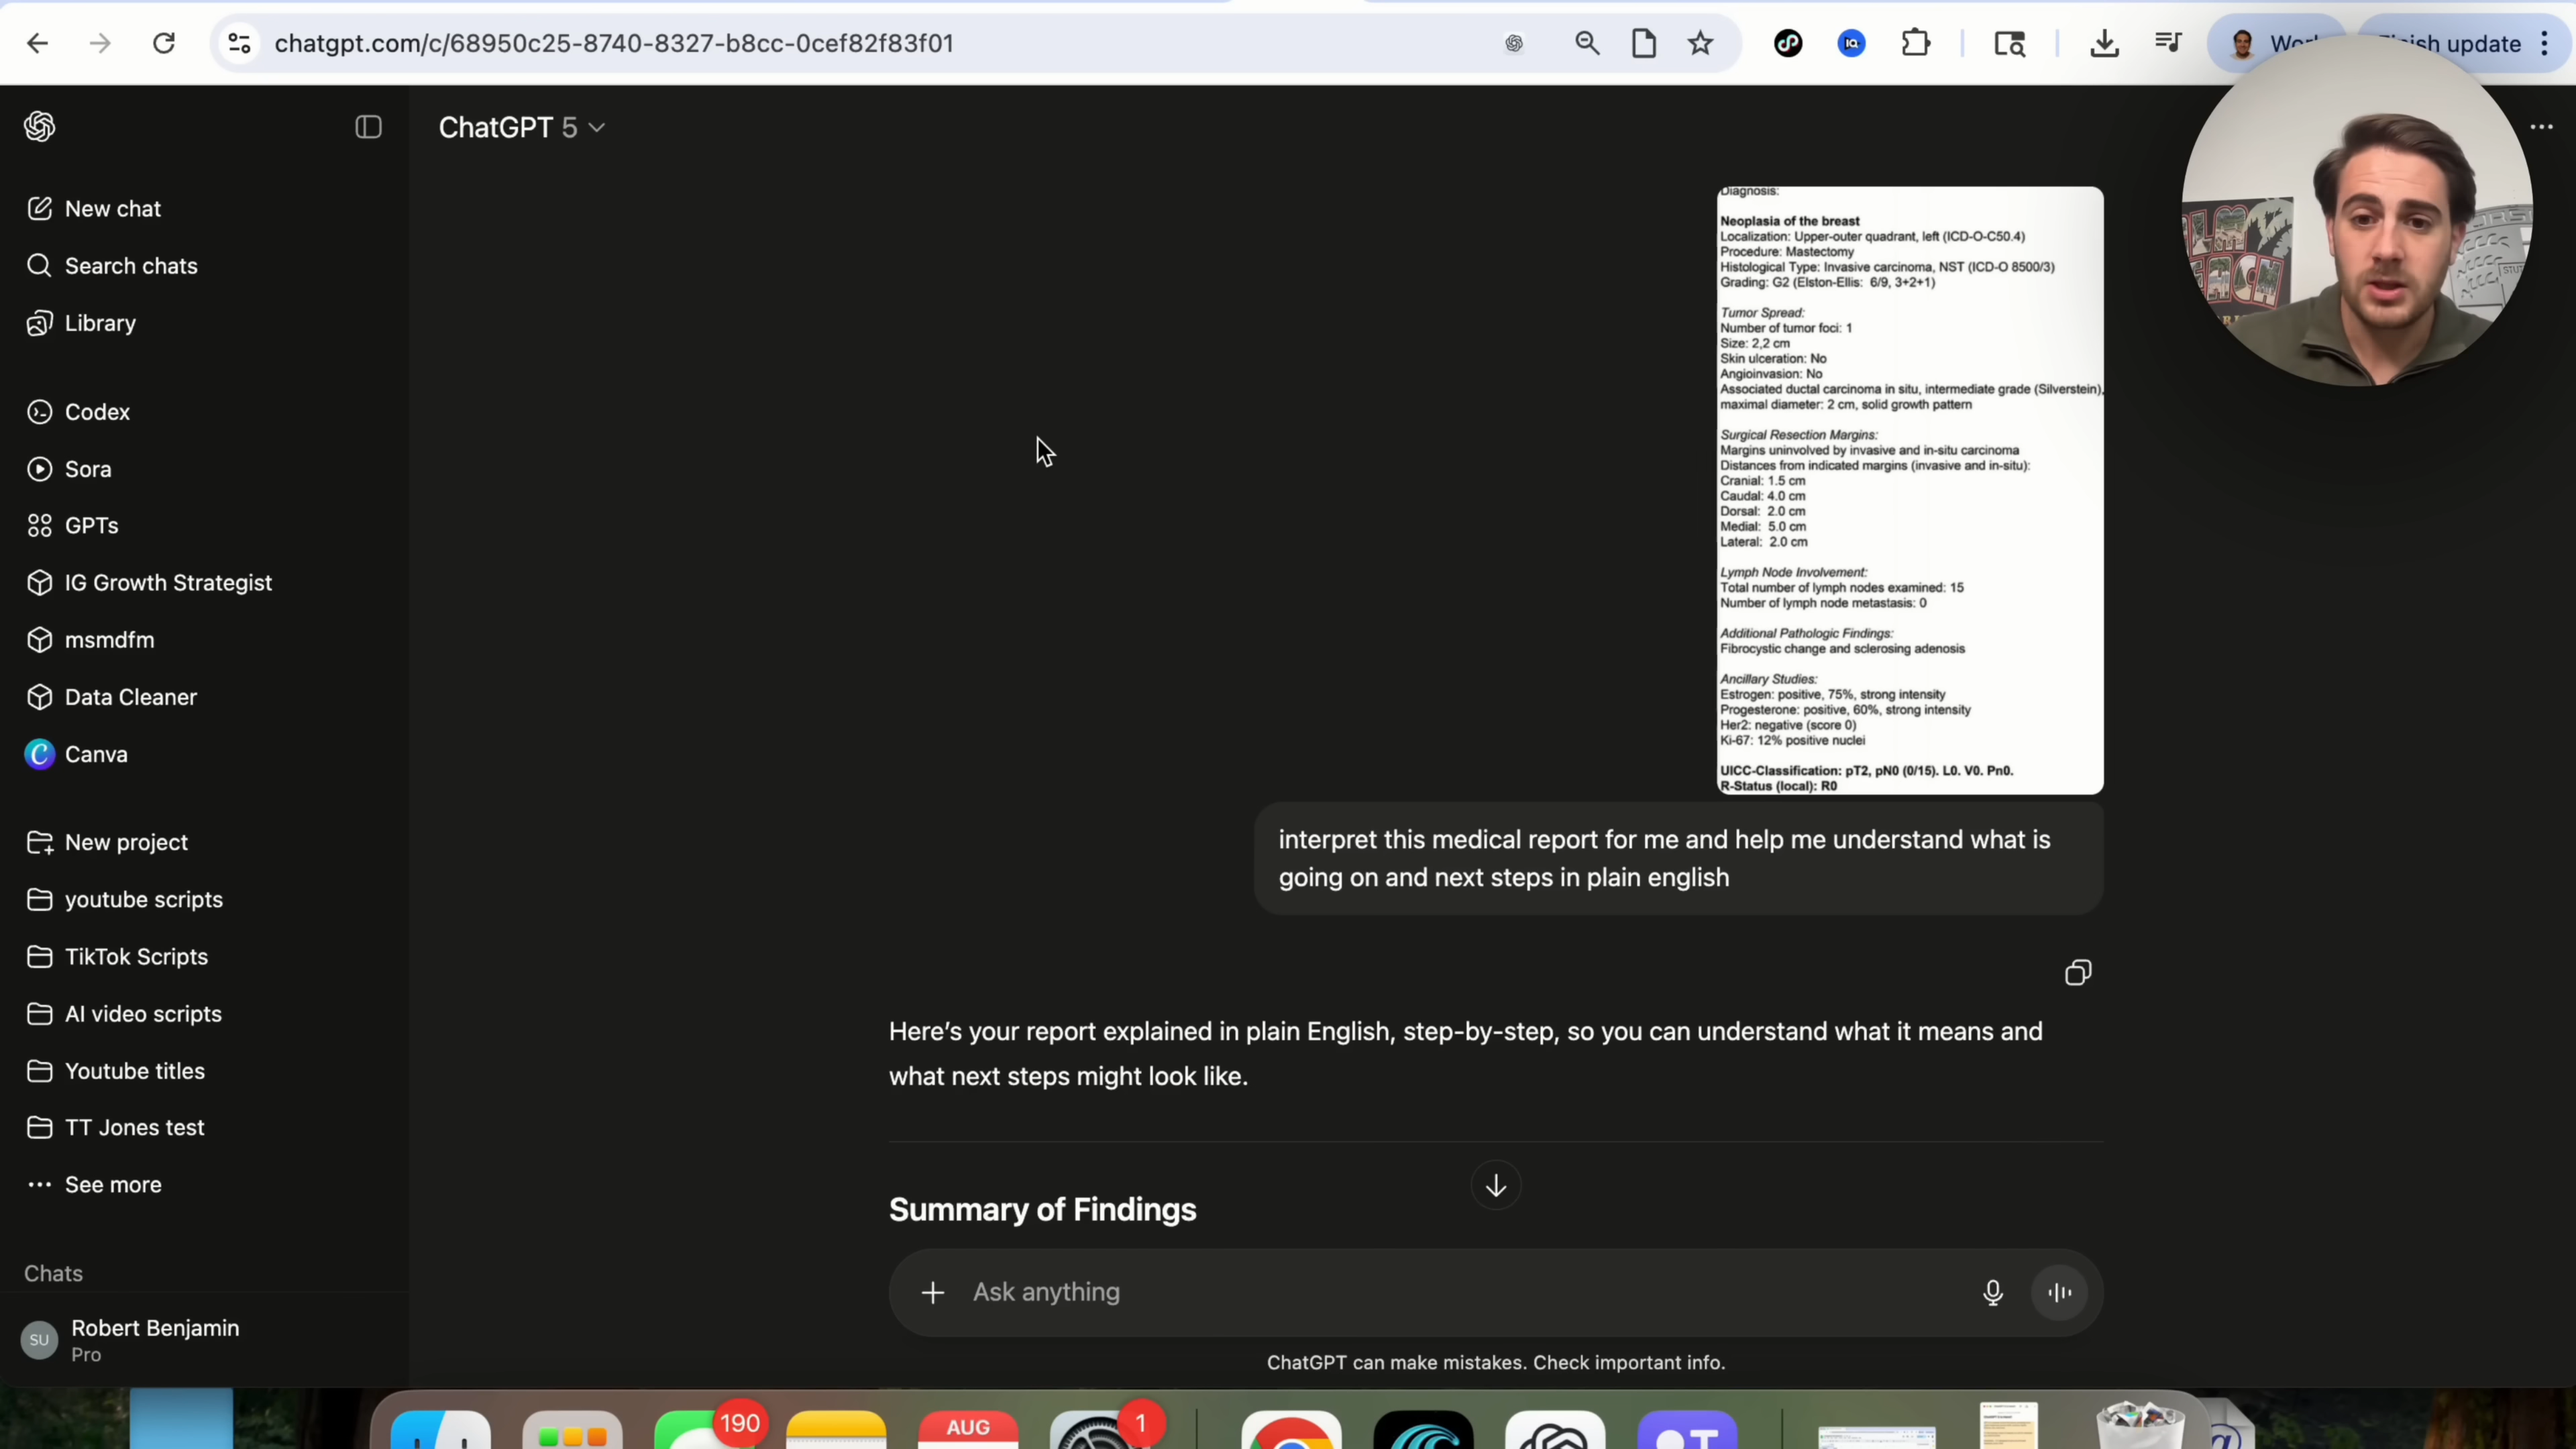 chatgpt.com/c/68950c25-8740-8327-b8cc-0cef82f83f01
Finish update
ChatGPT 5
New chat
Search chats
Library
Codex
Sora
GPTs
IG Growth Strategist
msmdfm
Data Cleaner
Canva
New project
youtube scripts
TikTok Scripts
AI video scripts
Youtube titles
TT Jones test
See more
Chats
SU
Robert Benjamin
Pro
Diagnosis:
Neoplasia of the breast
Localization: Upper-outer quadrant, left (ICD-O-C50.4)
Procedure: Mastectomy
Histological Type: Invasive carcinoma, NST (ICD-O 8500/3)
Grading: G2 (Elston-Ellis: 6/9, 3+2+1)
Tumor Spread:
Number of tumor foci: 1
Size: 2,2 cm
Skin ulceration: No
Angioinvasion: No
Associated ductal carcinoma in situ, intermediate grade (Silverstein),
maximal diameter: 2 cm, solid growth pattern
Surgical Resection Margins:
Margins uninvolved by invasive and in-situ carcinoma
Distances from indicated margins (invasive and in-situ):
Cranial: 1.5 cm
Caudal: 4.0 cm
Dorsal: 2.0 cm
Medial: 5.0 cm
Lateral: 2.0 cm
Lymph Node Involvement:
Total number of lymph nodes examined: 15
Number of lymph node metastasis: 0
Additional Pathologic Findings:
Fibrocystic change and sclerosing adenosis
Ancillary Studies:
Estrogen: positive, 75%, strong intensity
Progesterone: positive, 60%, strong intensity
Her2: negative (score 0)
Ki-67: 12% positive nuclei
UICC-Classification: pT2, pN0 (0/15). L0. V0. Pn0.
R-Status (local): R0
interpret this medical report for me and help me understand what is
going on and next steps in plain english
Here's your report explained in plain English, step-by-step, so you can understand what it means and
what next steps might look like.
Summary of Findings
Ask anything
ChatGPT can make mistakes. Check important info.
190
AUG
1